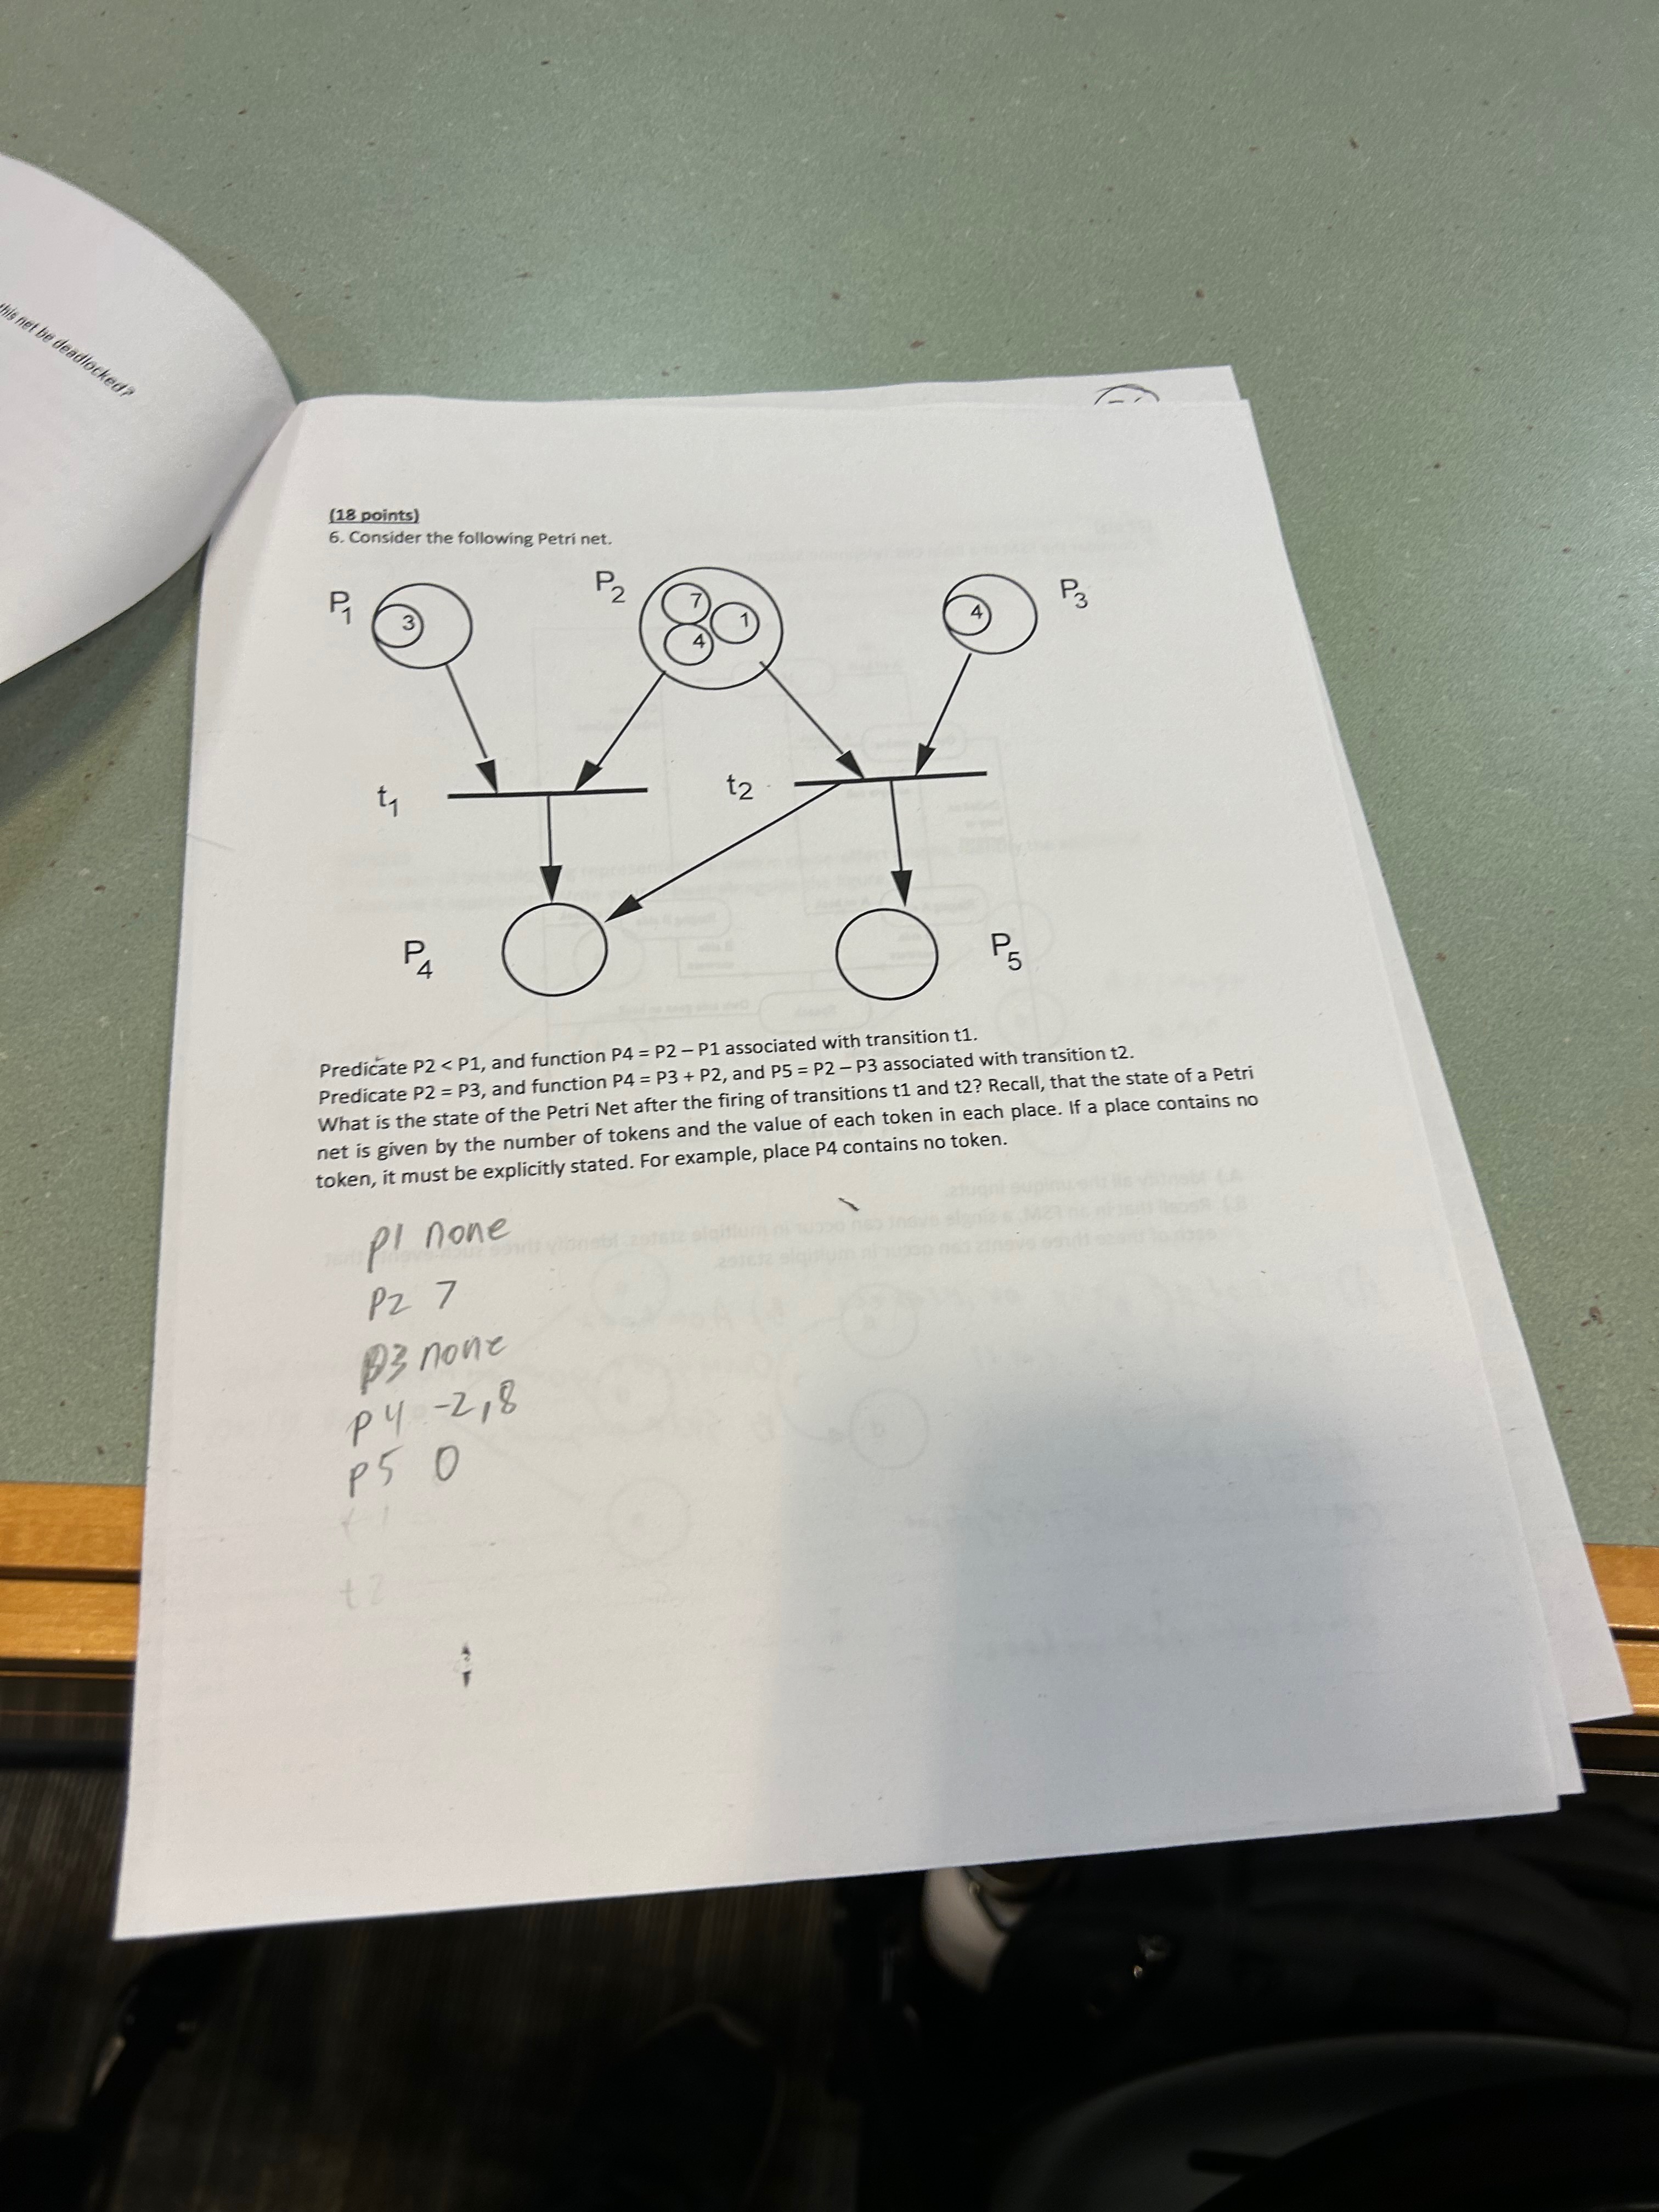 this net be deadlocked?
(18 points)
6. Consider the following Petri net.
P1 3
P2 7 1 4
P3 4
t1
t2
P4
P5
Predicate P2 < P1, and function P4 = P2 – P1 associated with transition t1.
Predicate P2 = P3, and function P4 = P3 + P2, and P5 = P2 – P3 associated with transition t2.
What is the state of the Petri Net after the firing of transitions t1 and t2? Recall, that the state of a Petri
net is given by the number of tokens and the value of each token in each place. If a place contains no
token, it must be explicitly stated. For example, place P4 contains no token.
p1 none
p2 7
p3 none
p4 -2,8
p5 0
t1
t2